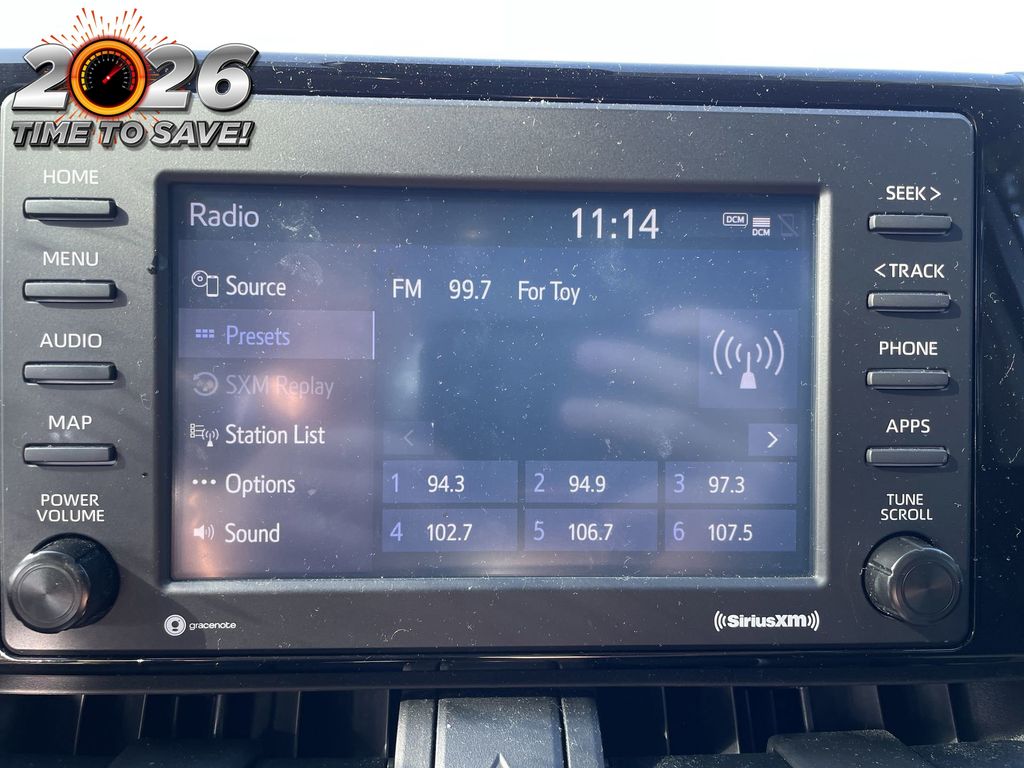 2026
TIME TO SAVE!
HOME
MENU
AUDIO
MAP
POWER
VOLUME
Radio
11:14
DCM
DCM
Source
Presets
SXM Replay
Station List
Options
Sound
FM 99.7 For Toy
<
>
1 94.3
2 94.9
3 97.3
4 102.7
5 106.7
6 107.5
SEEK >
< TRACK
PHONE
APPS
TUNE
SCROLL
gracenote
((SiriusXM))